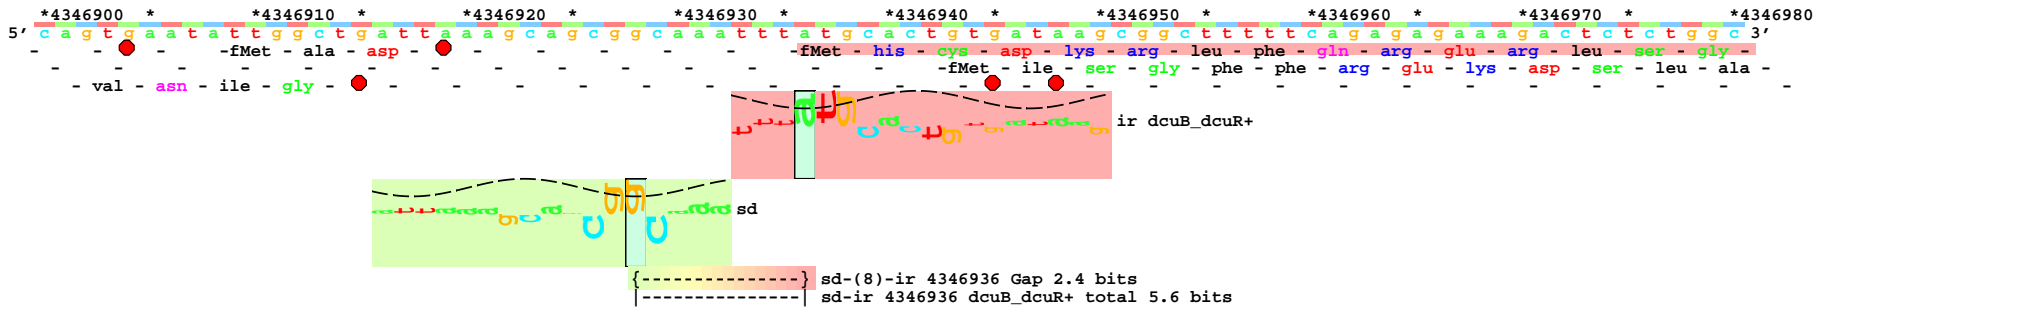 *4346900 * *4346910 * *4346920 * *4346930 * *4346940 * *4346950 * *4346960 * *4346970 * *4346980
5' c a g t g a a t a t t g g c t g a t t a a a g c a g c g g c a a a t t t a t g c a c t g t g a t a a g c g g c t t t t t c a g a g a g a a a g a c t c t c t g g c 3'
- - - -fMet - ala - asp - - - - - - -fMet - his - cys - asp - lys - arg - leu - phe - gln - arg - glu - arg - leu - ser - gly -
- - - - - - - - - - - - - - -fMet - ile - ser - gly - phe - phe - arg - glu - lys - asp - ser - leu - ala -
- val - asn - ile - gly - - - - - - - - - - - - - - - - - - - - - - -
ir dcuB_dcuR+
sd
{---------------} sd-(8)-ir 4346936 Gap 2.4 bits
|---------------| sd-ir 4346936 dcuB_dcuR+ total 5.6 bits